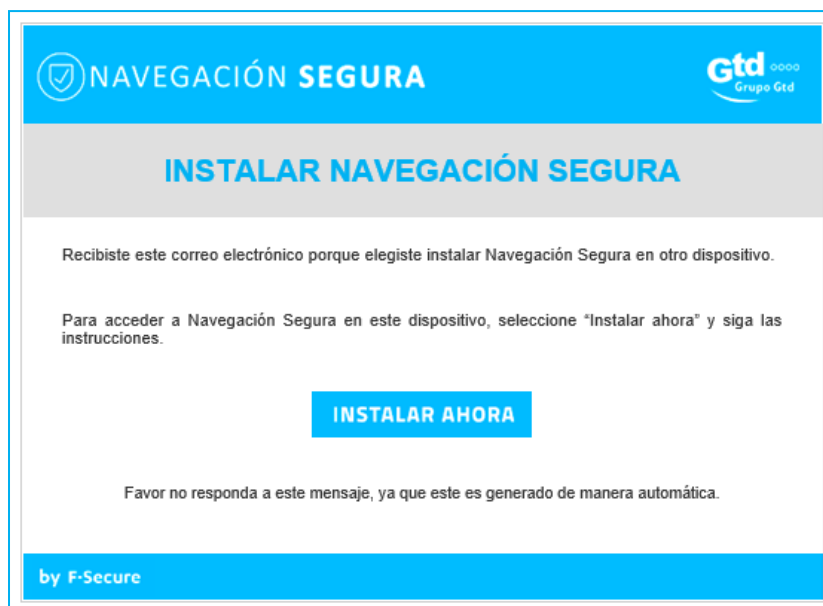 NAVEGACIÓN SEGURA
Gtd
Grupo Gtd
INSTALAR NAVEGACIÓN SEGURA
Recibiste este correo electrónico porque elegiste instalar Navegación Segura en otro dispositivo.
Para acceder a Navegación Segura en este dispositivo, seleccione “Instalar ahora” y siga las
instrucciones.
INSTALAR AHORA
Favor no responda a este mensaje, ya que este es generado de manera automática.
by F-Secure